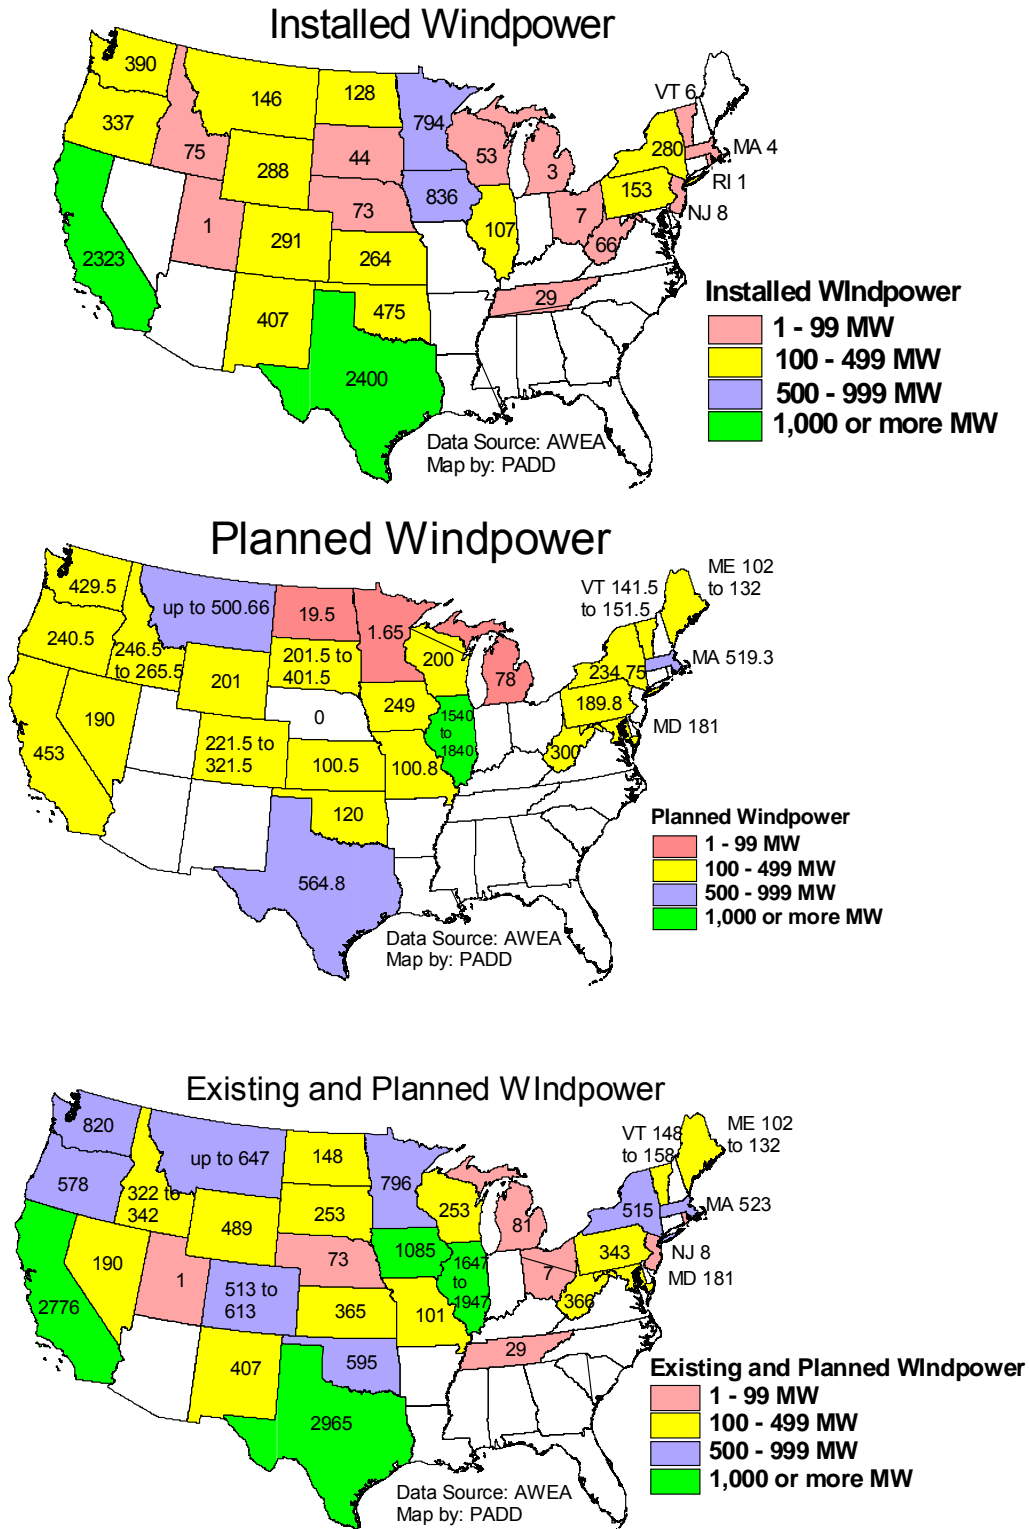 Installed Windpower
390
146
128
794
VT 6
337
75
288
44
53
3
280
MA 4
RI 1
153
NJ 8
836
73
7
1
107
66
291
264
2323
29
407
475
2400
Installed WIndpower
1 - 99 MW
100 - 499 MW
500 - 999 MW
1,000 or more MW
Data Source: AWEA
Map by: PADD
Planned Windpower
ME 102
to 132
VT 141.5
to 151.5
429.5
up to 500.66
19.5
1.65
240.5
246.5
to 265.5
201.5 to
401.5
200
234.75
MA 519.3
201
78
189.8
249
190
0
1540
to
1840
MD 181
453
221.5 to
321.5
100.5
100.8
300
120
564.8
Planned Windpower
1 - 99 MW
100 - 499 MW
500 - 999 MW
1,000 or more MW
Data Source: AWEA
Map by: PADD
Existing and Planned WIndpower
ME 102
to 132
VT 148
to 158
820
up to 647
148
796
578
322 to
342
489
253
253
81
515
MA 523
NJ 8
MD 181
343
1085
190
73
1647
to
1947
7
1
513 to
613
2776
365
101
366
29
407
595
2965
Existing and Planned WIndpower
1 - 99 MW
100 - 499 MW
500 - 999 MW
1,000 or more MW
Data Source: AWEA
Map by: PADD